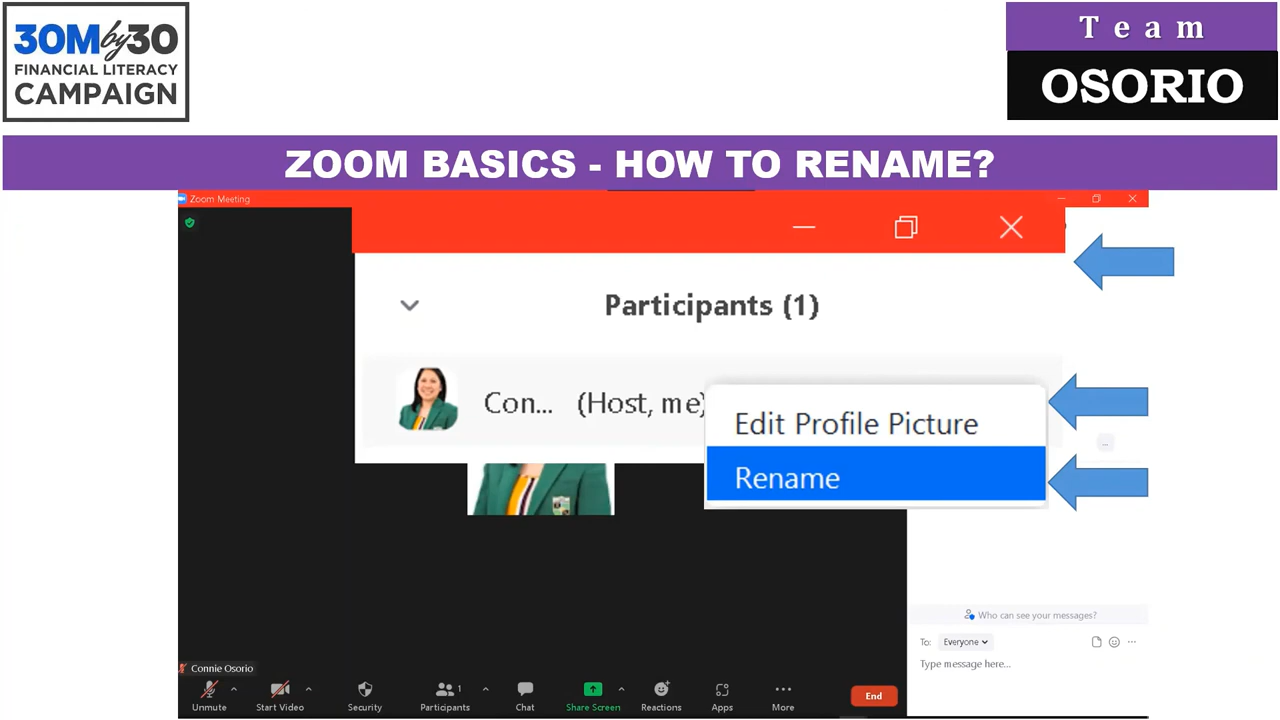 30M by 30
FINANCIAL LITERACY
CAMPAIGN
Team
OSORIO
ZOOM BASICS - HOW TO RENAME?
Zoom Meeting
Participants (1)
Con... (Host, me)
Edit Profile Picture
Rename
...
Who can see your messages?
To: Everyone
Type message here...
Connie Osorio
Unmute
Start Video
Security
1
Participants
Chat
Share Screen
Reactions
Apps
More
End